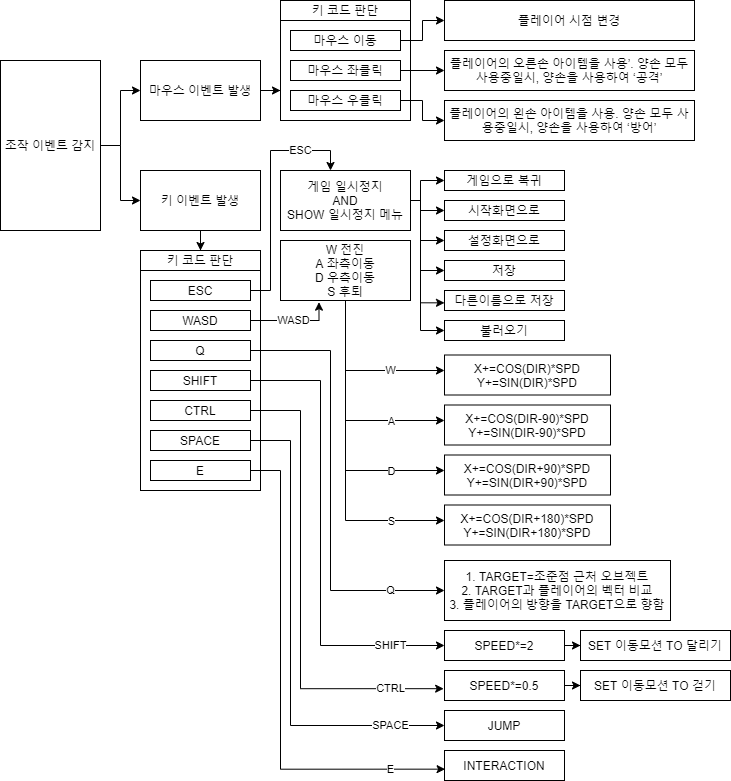 조작 이벤트 감지
마우스 이벤트 발생
키 코드 판단
마우스 이동
마우스 좌클릭
마우스 우클릭
플레이어 시점 변경
플레이어의 오른손 아이템을 사용'. 양손 모두
사용중일시, 양손을 사용하여 '공격'
플레이어의 왼손 아이템을 사용. 양손 모두 사
용중일시, 양손을 사용하여 '방어'
키 이벤트 발생
키 코드 판단
ESC
WASD
Q
SHIFT
CTRL
SPACE
E
ESC
게임 일시정지
AND
SHOW 일시정지 메뉴
게임으로 복귀
시작화면으로
설정화면으로
저장
다른이름으로 저장
불러오기
WASD
W 전진
A 좌측이동
D 우측이동
S 후퇴
W
X+=COS(DIR)*SPD
Y+=SIN(DIR)*SPD
A
X+=COS(DIR-90)*SPD
Y+=SIN(DIR-90)*SPD
D
X+=COS(DIR+90)*SPD
Y+=SIN(DIR+90)*SPD
S
X+=COS(DIR+180)*SPD
Y+=SIN(DIR+180)*SPD
Q
1. TARGET=조준점 근처 오브젝트
2. TARGET과 플레이어의 벡터 비교
3. 플레이어의 방향을 TARGET으로 향함
SHIFT
SPEED*=2
SET 이동모션 TO 달리기
CTRL
SPEED*=0.5
SET 이동모션 TO 걷기
SPACE
JUMP
E
INTERACTION